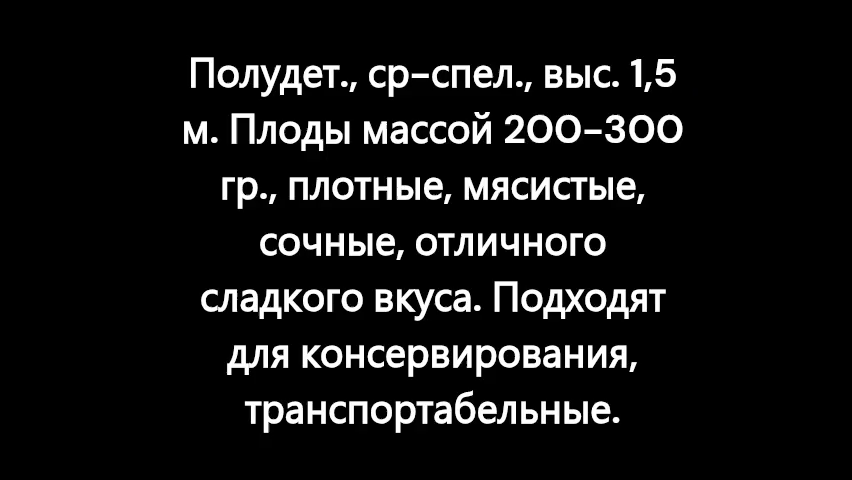 Полудет., ср-спел., выс. 1,5
м. Плоды массой 200-300
гр., плотные, мясистые,
сочные, отличного
сладкого вкуса. Подходят
для консервирования,
транспортабельные.